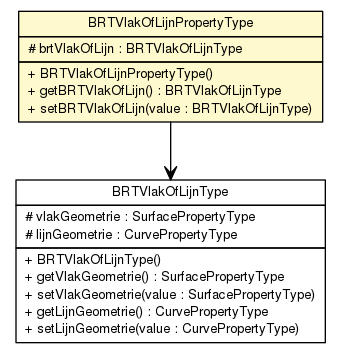 BRTVlakOfLijnPropertyType
# brtVlakOfLijn : BRTVlakOfLijnType
+ BRTVlakOfLijnPropertyType()
+ getBRTVlakOfLijn() : BRTVlakOfLijnType
+ setBRTVlakOfLijn(value : BRTVlakOfLijnType)
BRTVlakOfLijnType
# vlakGeometrie : SurfacePropertyType
# lijnGeometrie : CurvePropertyType
+ BRTVlakOfLijnType()
+ getVlakGeometrie() : SurfacePropertyType
+ setVlakGeometrie(value : SurfacePropertyType)
+ getLijnGeometrie() : CurvePropertyType
+ setLijnGeometrie(value : CurvePropertyType)